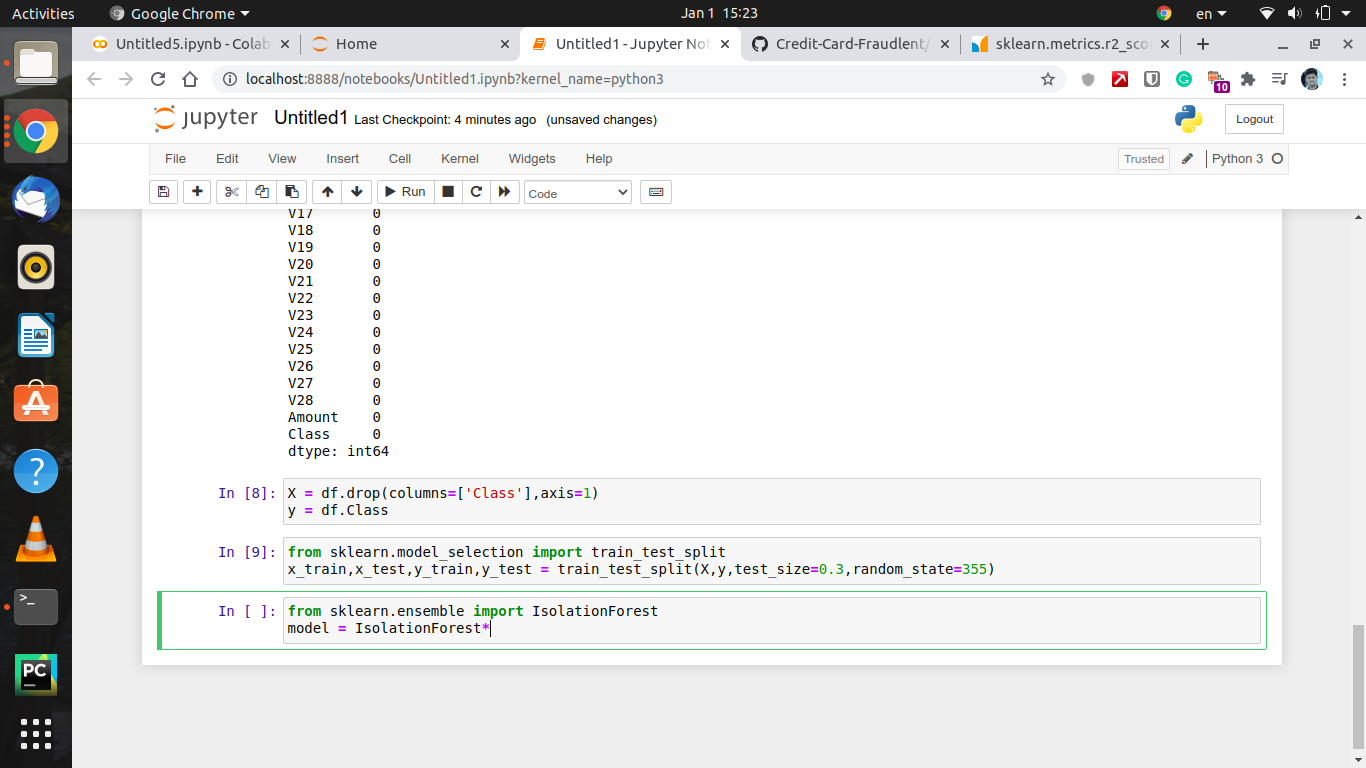 Activities Google Chrome Jan 1 15:23 en
Untitled5.ipynb - Colab Home Untitled1 - Jupyter Not Credit-Card-Fraudlent/ sklearn.metrics.r2_scor
localhost:8888/notebooks/Untitled1.ipynb?kernel_name=python3 10
jupyter Untitled1 Last Checkpoint: 4 minutes ago (unsaved changes) Logout
File Edit View Insert Cell Kernel Widgets Help Trusted Python 3
Run Code
V17 0
V18 0
V19 0
V20 0
V21 0
V22 0
V23 0
V24 0
V25 0
V26 0
V27 0
V28 0
Amount 0
Class 0
dtype: int64
In [8]: X = df.drop(columns=['Class'],axis=1)
y = df.Class
In [9]: from sklearn.model_selection import train_test_split
x_train,x_test,y_train,y_test = train_test_split(X,y,test_size=0.3,random_state=355)
In [ ]: from sklearn.ensemble import IsolationForest
model = IsolationForest*
>_
PC